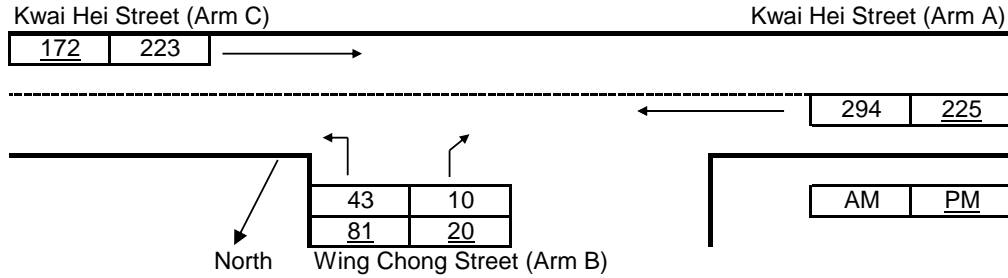 Kwai Hei Street (Arm C) Kwai Hei Street (Arm A)
172 223
294 225
43 10
AM PM
81 20
North Wing Chong Street (Arm B)